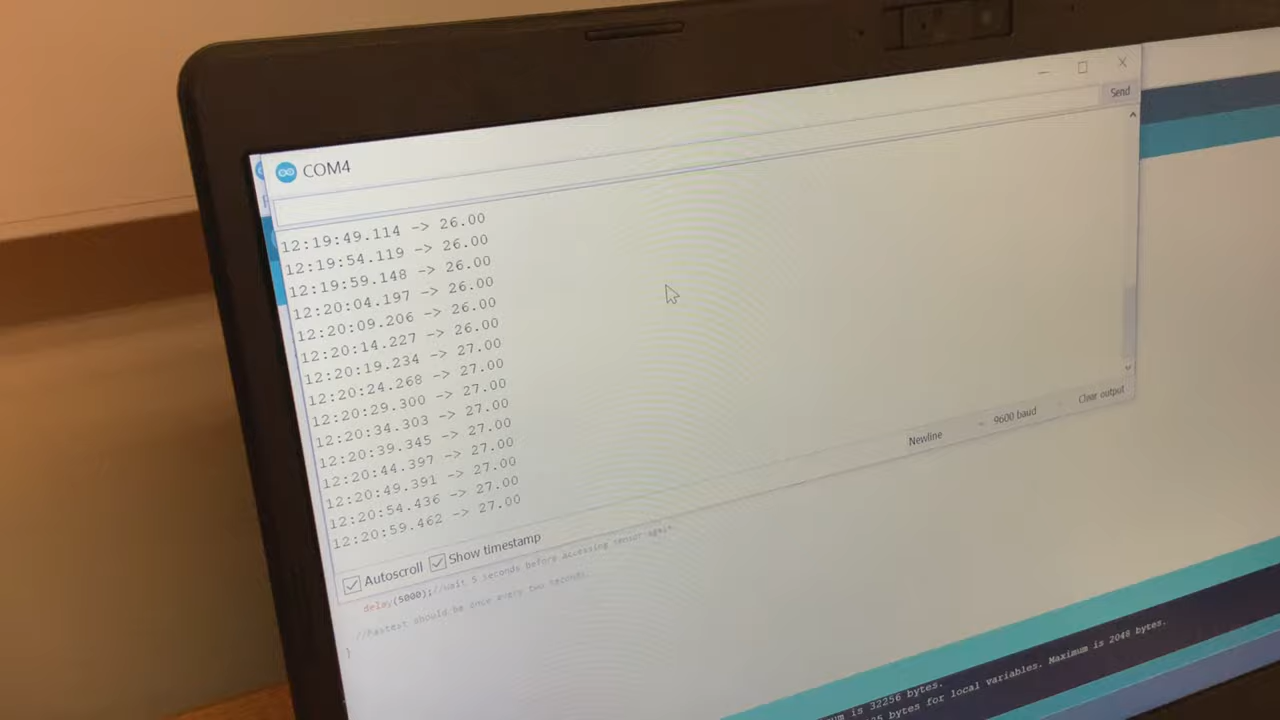 COM4
Send
12:19:49.114 -> 26.00
12:19:54.119 -> 26.00
12:19:59.148 -> 26.00
12:20:04.197 -> 26.00
12:20:09.206 -> 26.00
12:20:14.227 -> 26.00
12:20:19.234 -> 27.00
12:20:24.268 -> 27.00
12:20:29.300 -> 27.00
12:20:34.303 -> 27.00
12:20:39.345 -> 27.00
12:20:44.397 -> 27.00
12:20:49.391 -> 27.00
12:20:54.436 -> 27.00
12:20:59.462 -> 27.00
Autoscroll Show timestamp
Newline 9600 baud Clear output
delay(5000);//wait 5 seconds before accessing sensor again.
//Fastest should be once every two seconds.
}
is 32256 bytes.
bytes for local variables. Maximum is 2048 bytes.